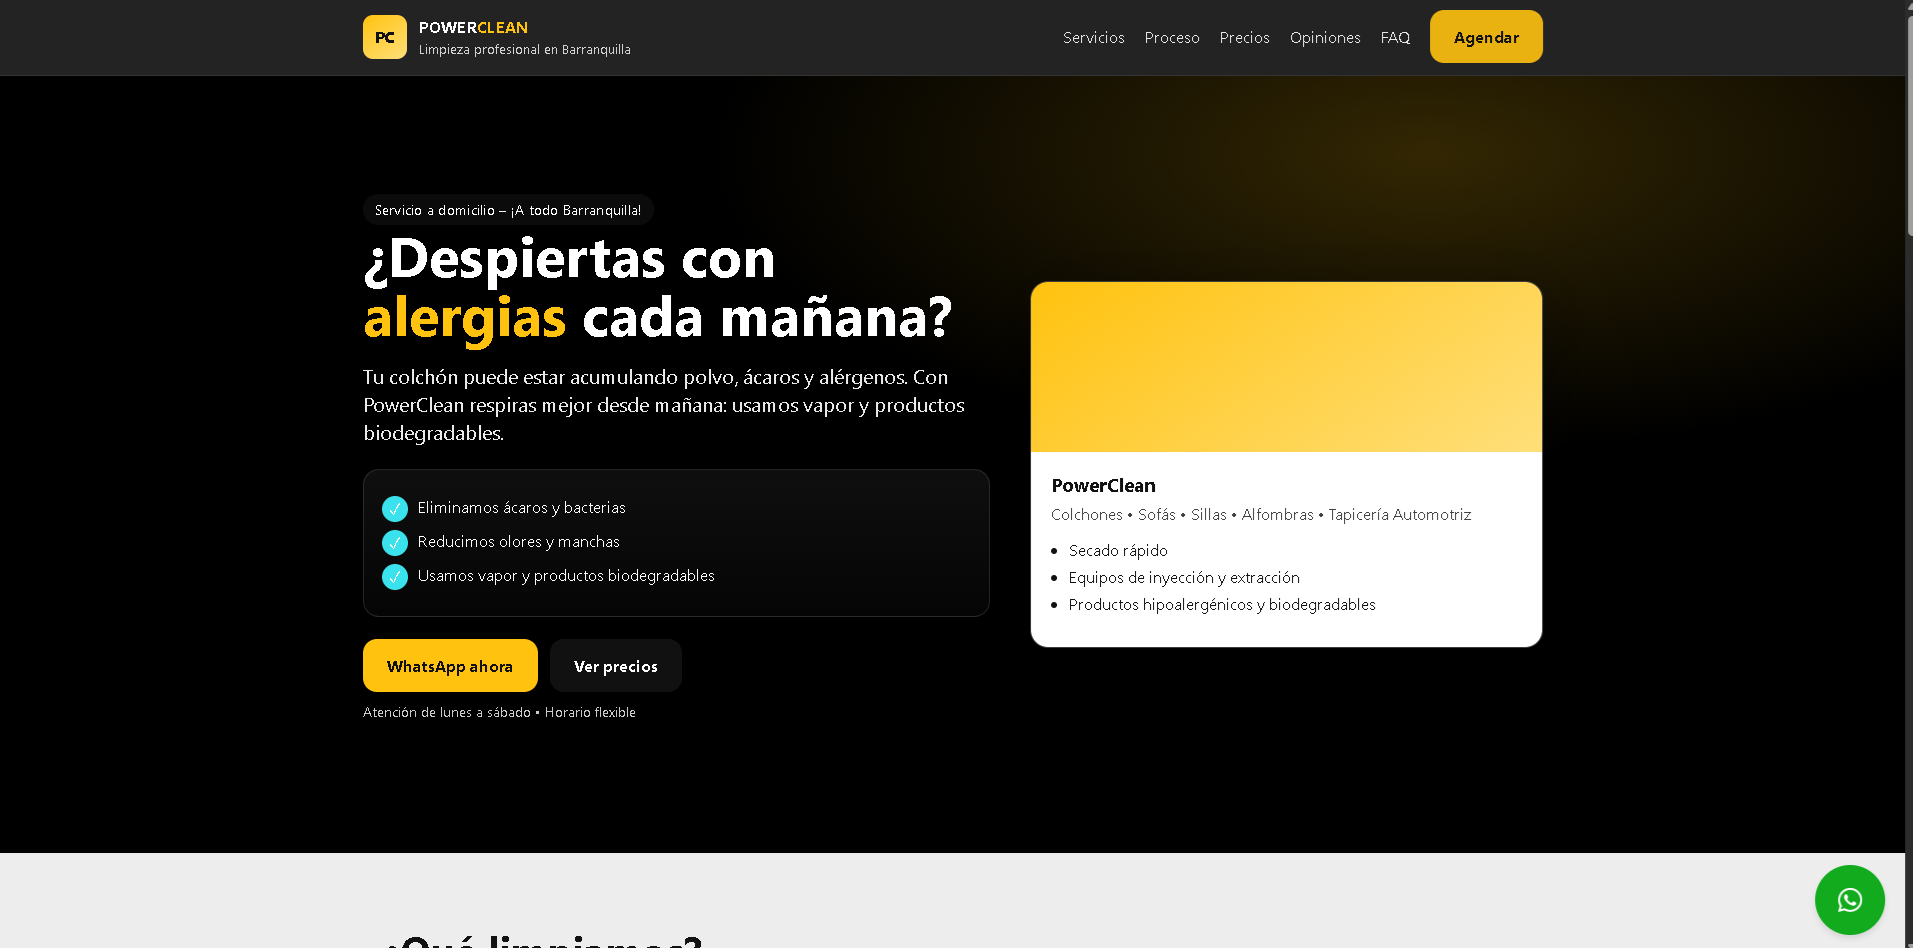 PC
POWERCLEAN
Limpieza profesional en Barranquilla
Servicios
Proceso
Precios
Opiniones
FAQ
Agendar
Servicio a domicilio – ¡A todo Barranquilla!
¿Despiertas con
alergias cada mañana?
Tu colchón puede estar acumulando polvo, ácaros y alérgenos. Con
PowerClean respiras mejor desde mañana: usamos vapor y productos
biodegradables.
✓ Eliminamos ácaros y bacterias
✓ Reducimos olores y manchas
✓ Usamos vapor y productos biodegradables
WhatsApp ahora
Ver precios
Atención de lunes a sábado • Horario flexible
PowerClean
Colchones • Sofás • Sillas • Alfombras • Tapicería Automotriz
• Secado rápido
• Equipos de inyección y extracción
• Productos hipoalergénicos y biodegradables
¿Qué limpiamos?